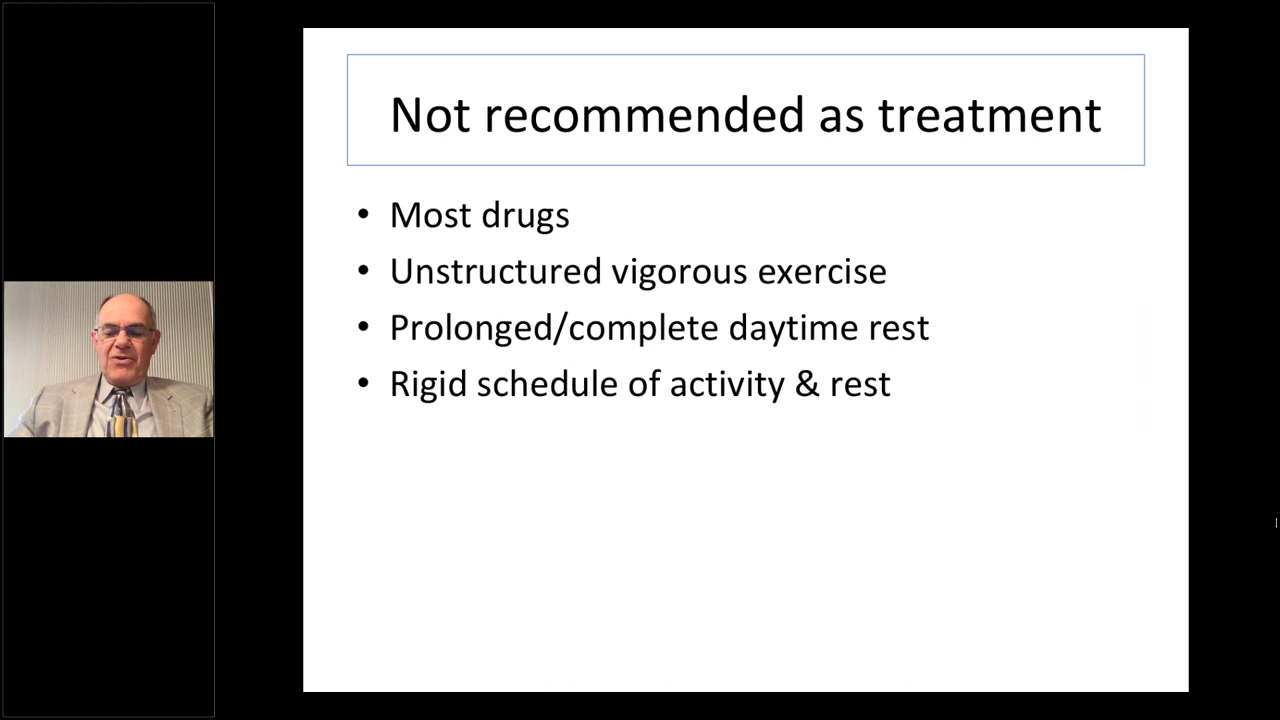 Not recommended as treatment
• Most drugs
• Unstructured vigorous exercise
• Prolonged/complete daytime rest
• Rigid schedule of activity & rest